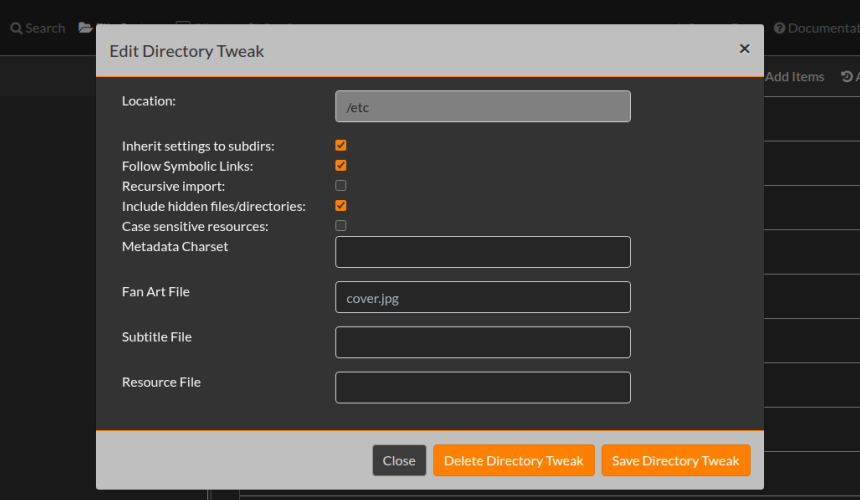 Search
Documentat
Edit Directory Tweak
×
Add Items
Location:
/etc
Inherit settings to subdirs:
Follow Symbolic Links:
Recursive import:
Include hidden files/directories:
Case sensitive resources:
Metadata Charset
Fan Art File
cover.jpg
Subtitle File
Resource File
Close
Delete Directory Tweak
Save Directory Tweak